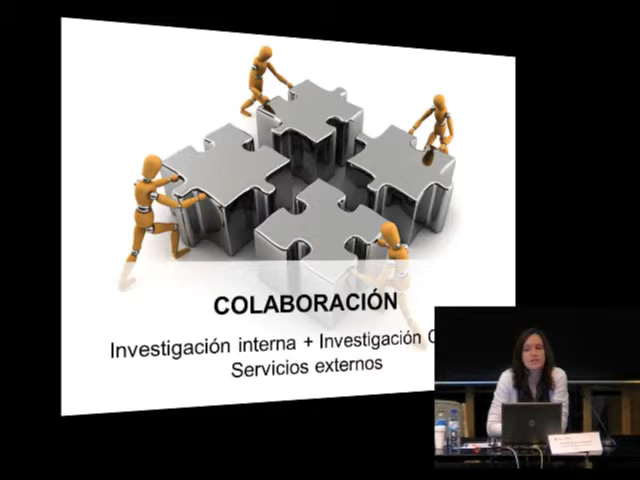 COLABORACIÓN
Investigación interna + Investigación
Servicios externos